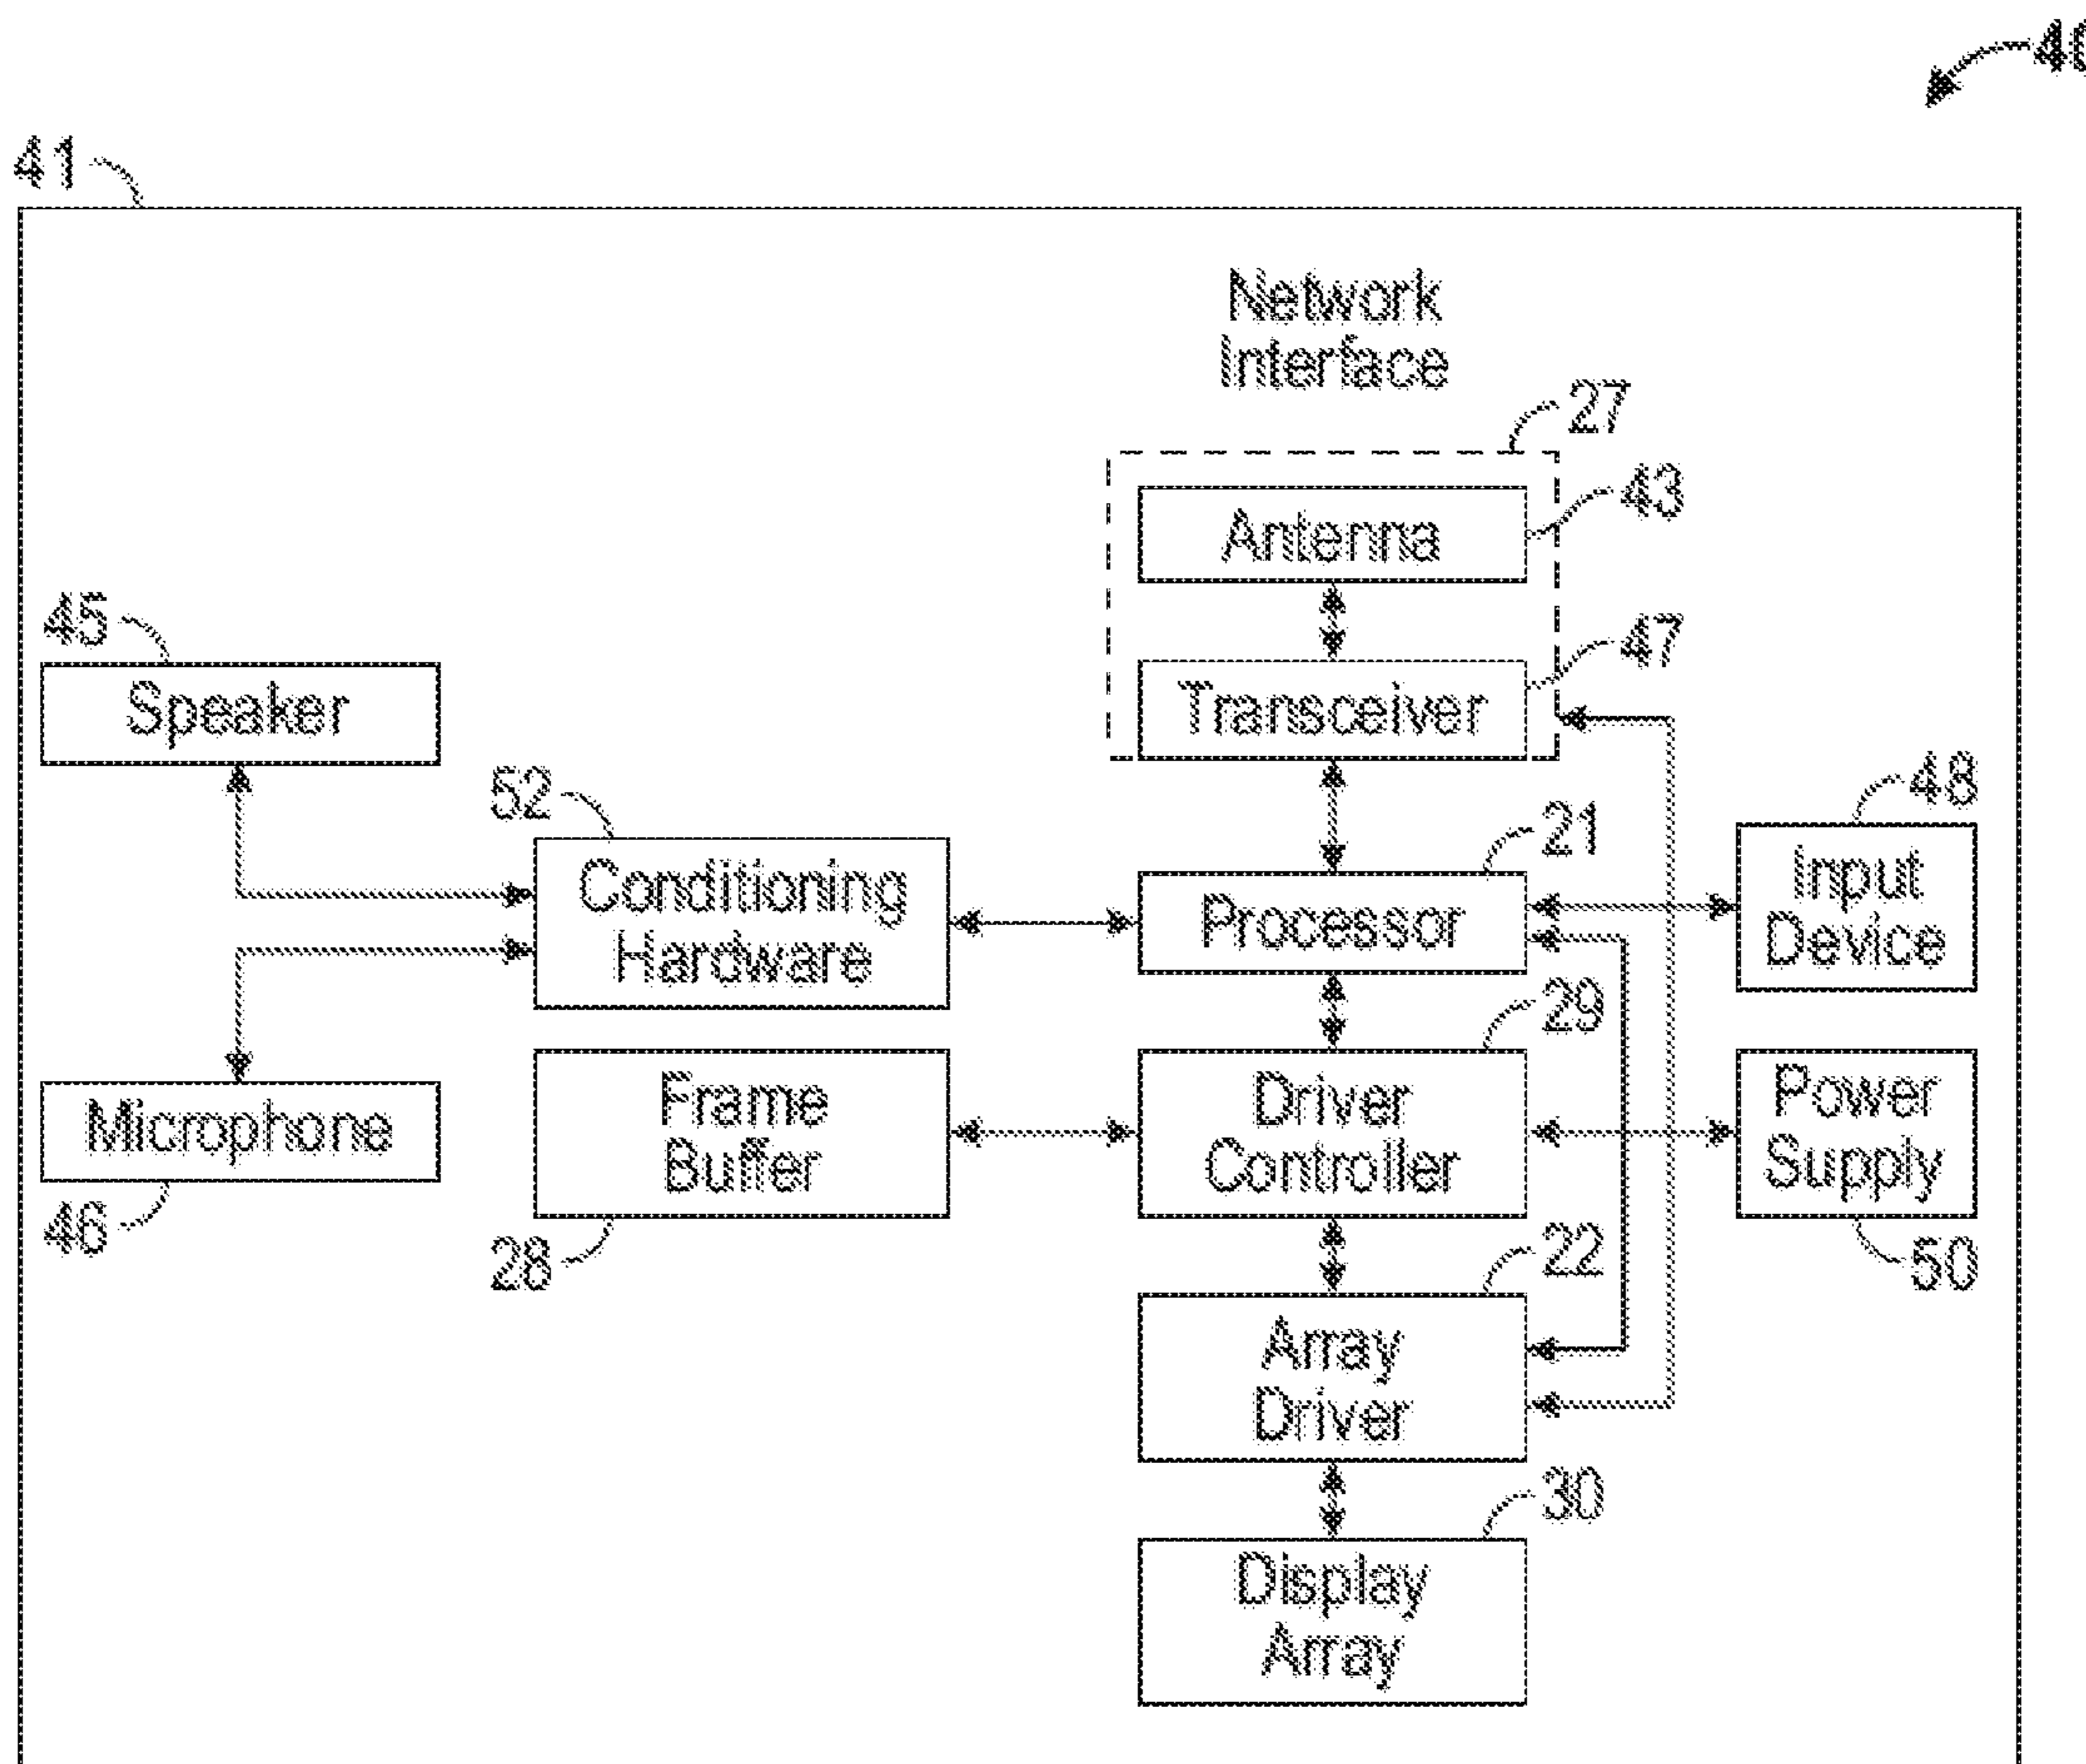 41
Network
Interface
27
43
Antenna
47
Transceiver
45
Speaker
52
Conditioning
Hardware
21
Processor
48
Input
Device
46
Microphone
28
Frame
Buffer
29
Driver
Controller
50
Power
Supply
22
Array
Driver
30
Display
Array